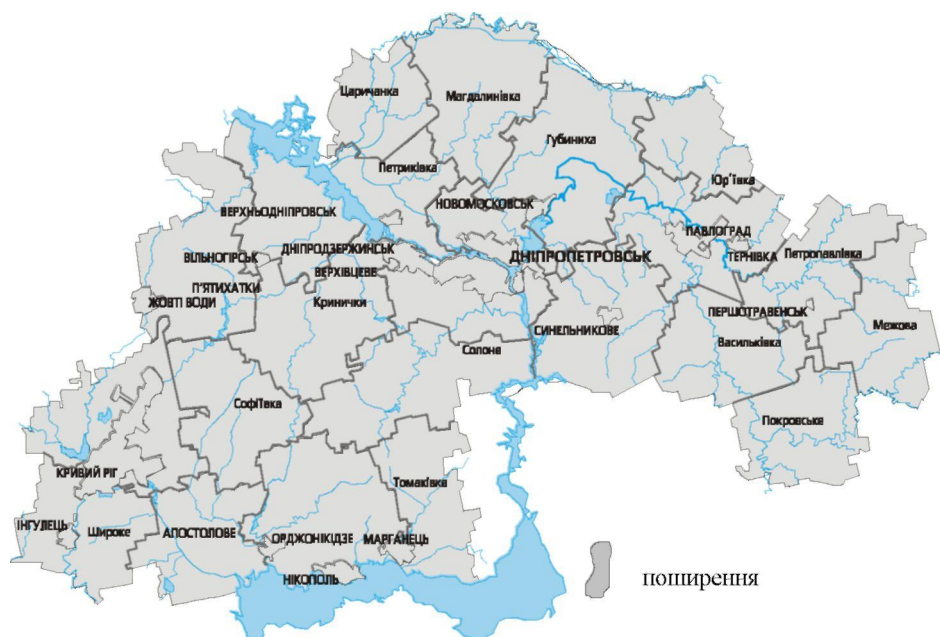 Царичанка
Магдалинівка
Губиниха
Петриківка
Юр'ївка
НОВОМОСКОВСЬК
ВЕРХНЬОДНІПРОВСЬК
ПАВЛОГРАД
ДНІПРОДЗЕРЖИНСЬК
ДНІПРОПЕТРОВСЬК
ТЕРНІВКА
Петропавлівка
ВІЛЬНОГІРСЬК
ВЕРХІВЦЕВЕ
П'ЯТИХАТКИ
ЖОВТІ ВОДИ
Кринички
ПЕРШОТРАВЕНСЬК
СИНЕЛЬНИКОВЕ
Межова
Васильківка
Солоне
Софіївка
Покровське
КРИВИЙ РІГ
Томаківка
ІНГУЛЕЦЬ
Широке
АПОСТОЛОВЕ
ОРДЖОНІКІДЗЕ
МАРГАНЕЦЬ
НІКОПОЛЬ
поширення